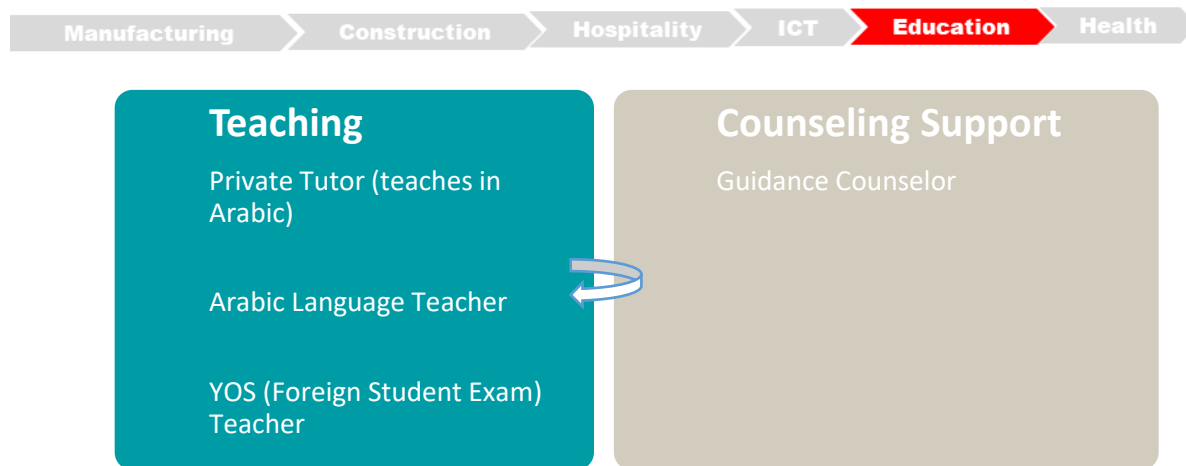 Manufacturing Construction Hospitality ICT Education Health
Teaching
Private Tutor (teaches in
Arabic)
Arabic Language Teacher
YOS (Foreign Student Exam)
Teacher
Counseling Support
Guidance Counselor